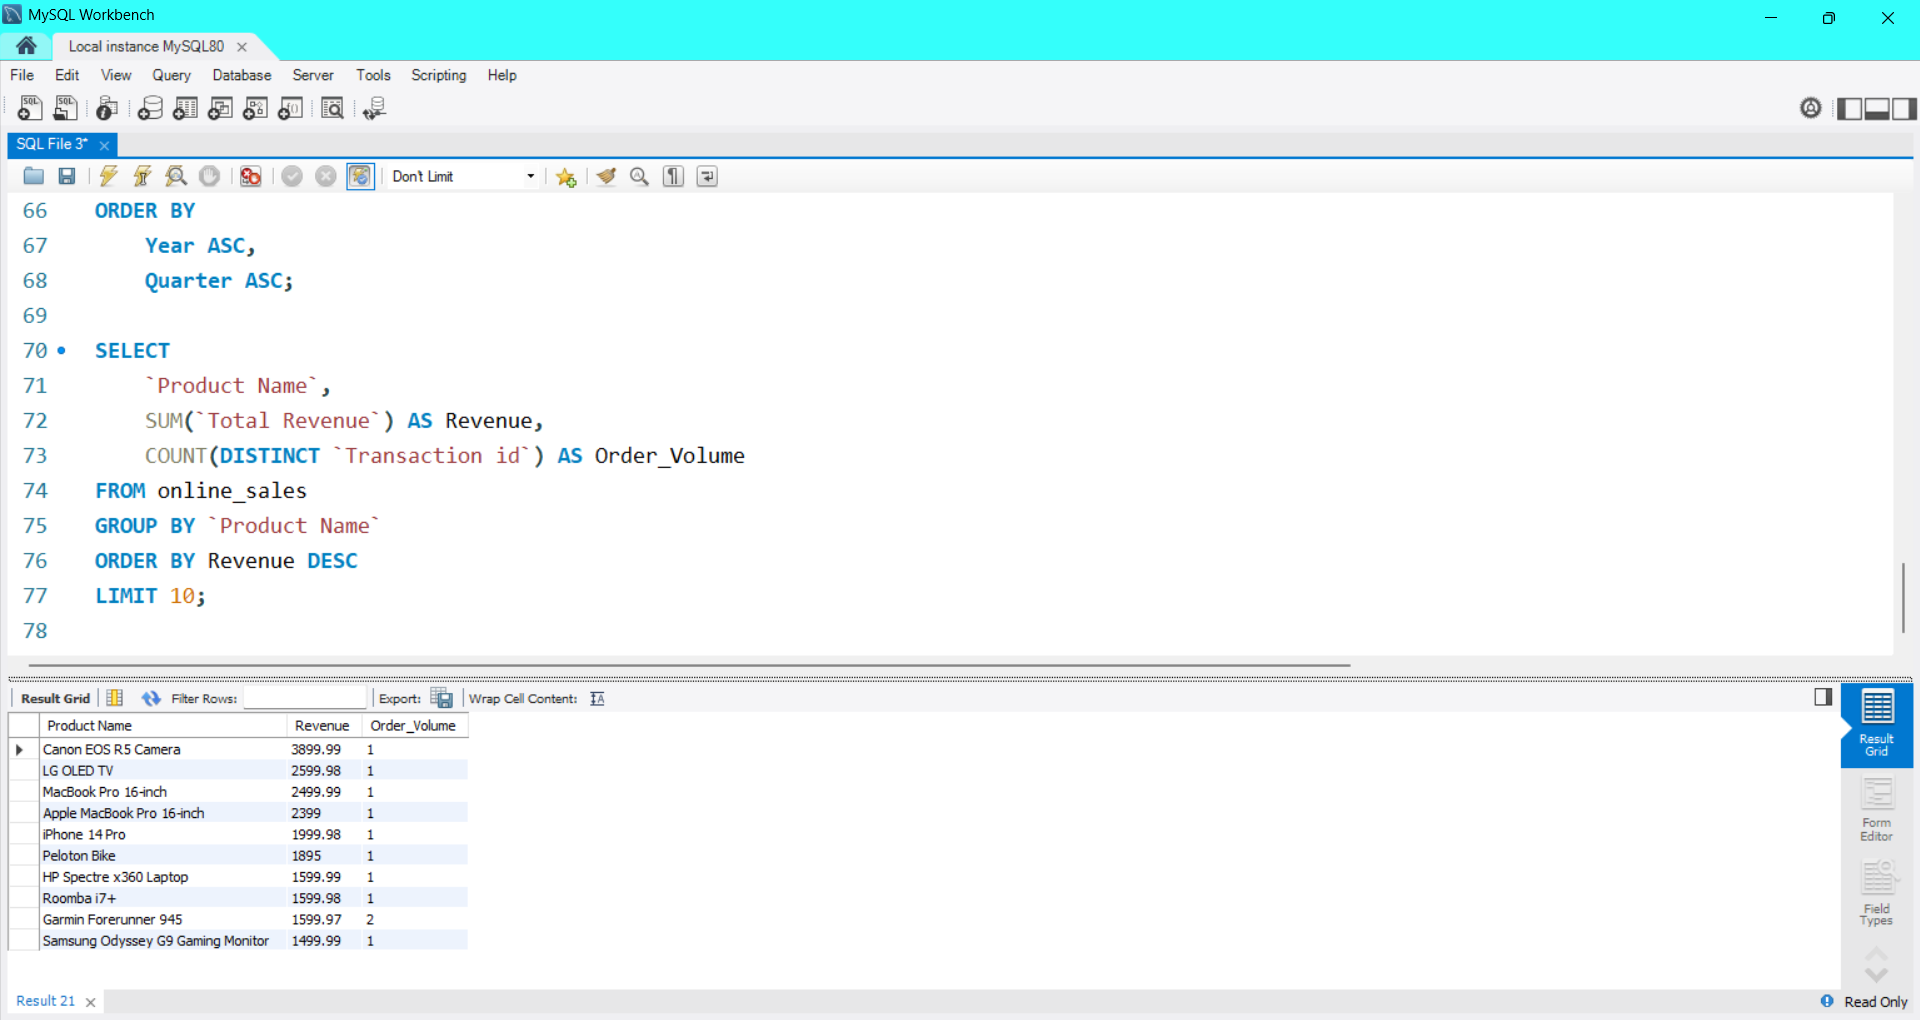 MySQL Workbench
Local instance MySQL80
File Edit View Query Database Server Tools Scripting Help
SQL File 3*
Don't Limit
66 ORDER BY
67 Year ASC,
68 Quarter ASC;
69
70 SELECT
71 `Product Name`,
72 SUM(`Total Revenue`) AS Revenue,
73 COUNT(DISTINCT `Transaction id`) AS Order_Volume
74 FROM online_sales
75 GROUP BY `Product Name`
76 ORDER BY Revenue DESC
77 LIMIT 10;
78
Result Grid Filter Rows: Export: Wrap Cell Content:
Product Name Revenue Order_Volume
Canon EOS R5 Camera 3899.99 1
LG OLED TV 2599.98 1
MacBook Pro 16-inch 2499.99 1
Apple MacBook Pro 16-inch 2399 1
iPhone 14 Pro 1999.98 1
Peloton Bike 1895 1
HP Spectre x360 Laptop 1599.99 1
Roomba i7+ 1599.98 1
Garmin Forerunner 945 1599.97 2
Samsung Odyssey G9 Gaming Monitor 1499.99 1
Result
Grid
Form
Editor
Field
Types
Result 21
Read Only